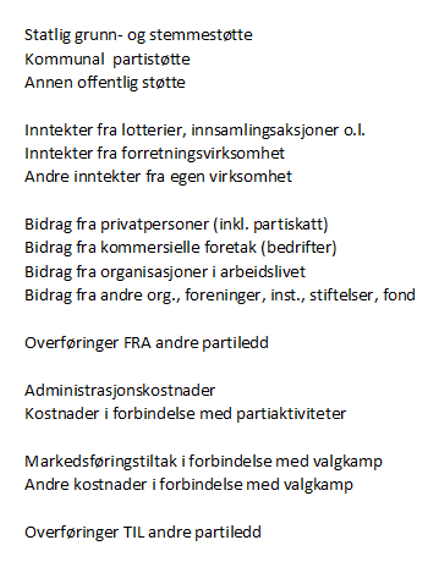 Statlig grunn- og stemmestøtte
Kommunal  partistøtte
Annen offentlig støtte

Inntekter fra lotterier, innsamlingsaksjoner o.l.
Inntekter fra forretningsvirksomhet
Andre inntekter fra egen virksomhet

Bidrag fra privatpersoner (inkl. partiskatt)
Bidrag fra kommersielle foretak (bedrifter)
Bidrag fra organisasjoner i arbeidslivet
Bidrag fra andre org., foreninger, inst., stiftelser, fond

Overføringer FRA andre partiledd

Administrasjonskostnader
Kostnader i forbindelse med partiaktiviteter

Markedsføringstiltak i forbindelse med valgkamp
Andre kostnader i forbindelse med valgkamp

Overføringer TIL andre partiledd